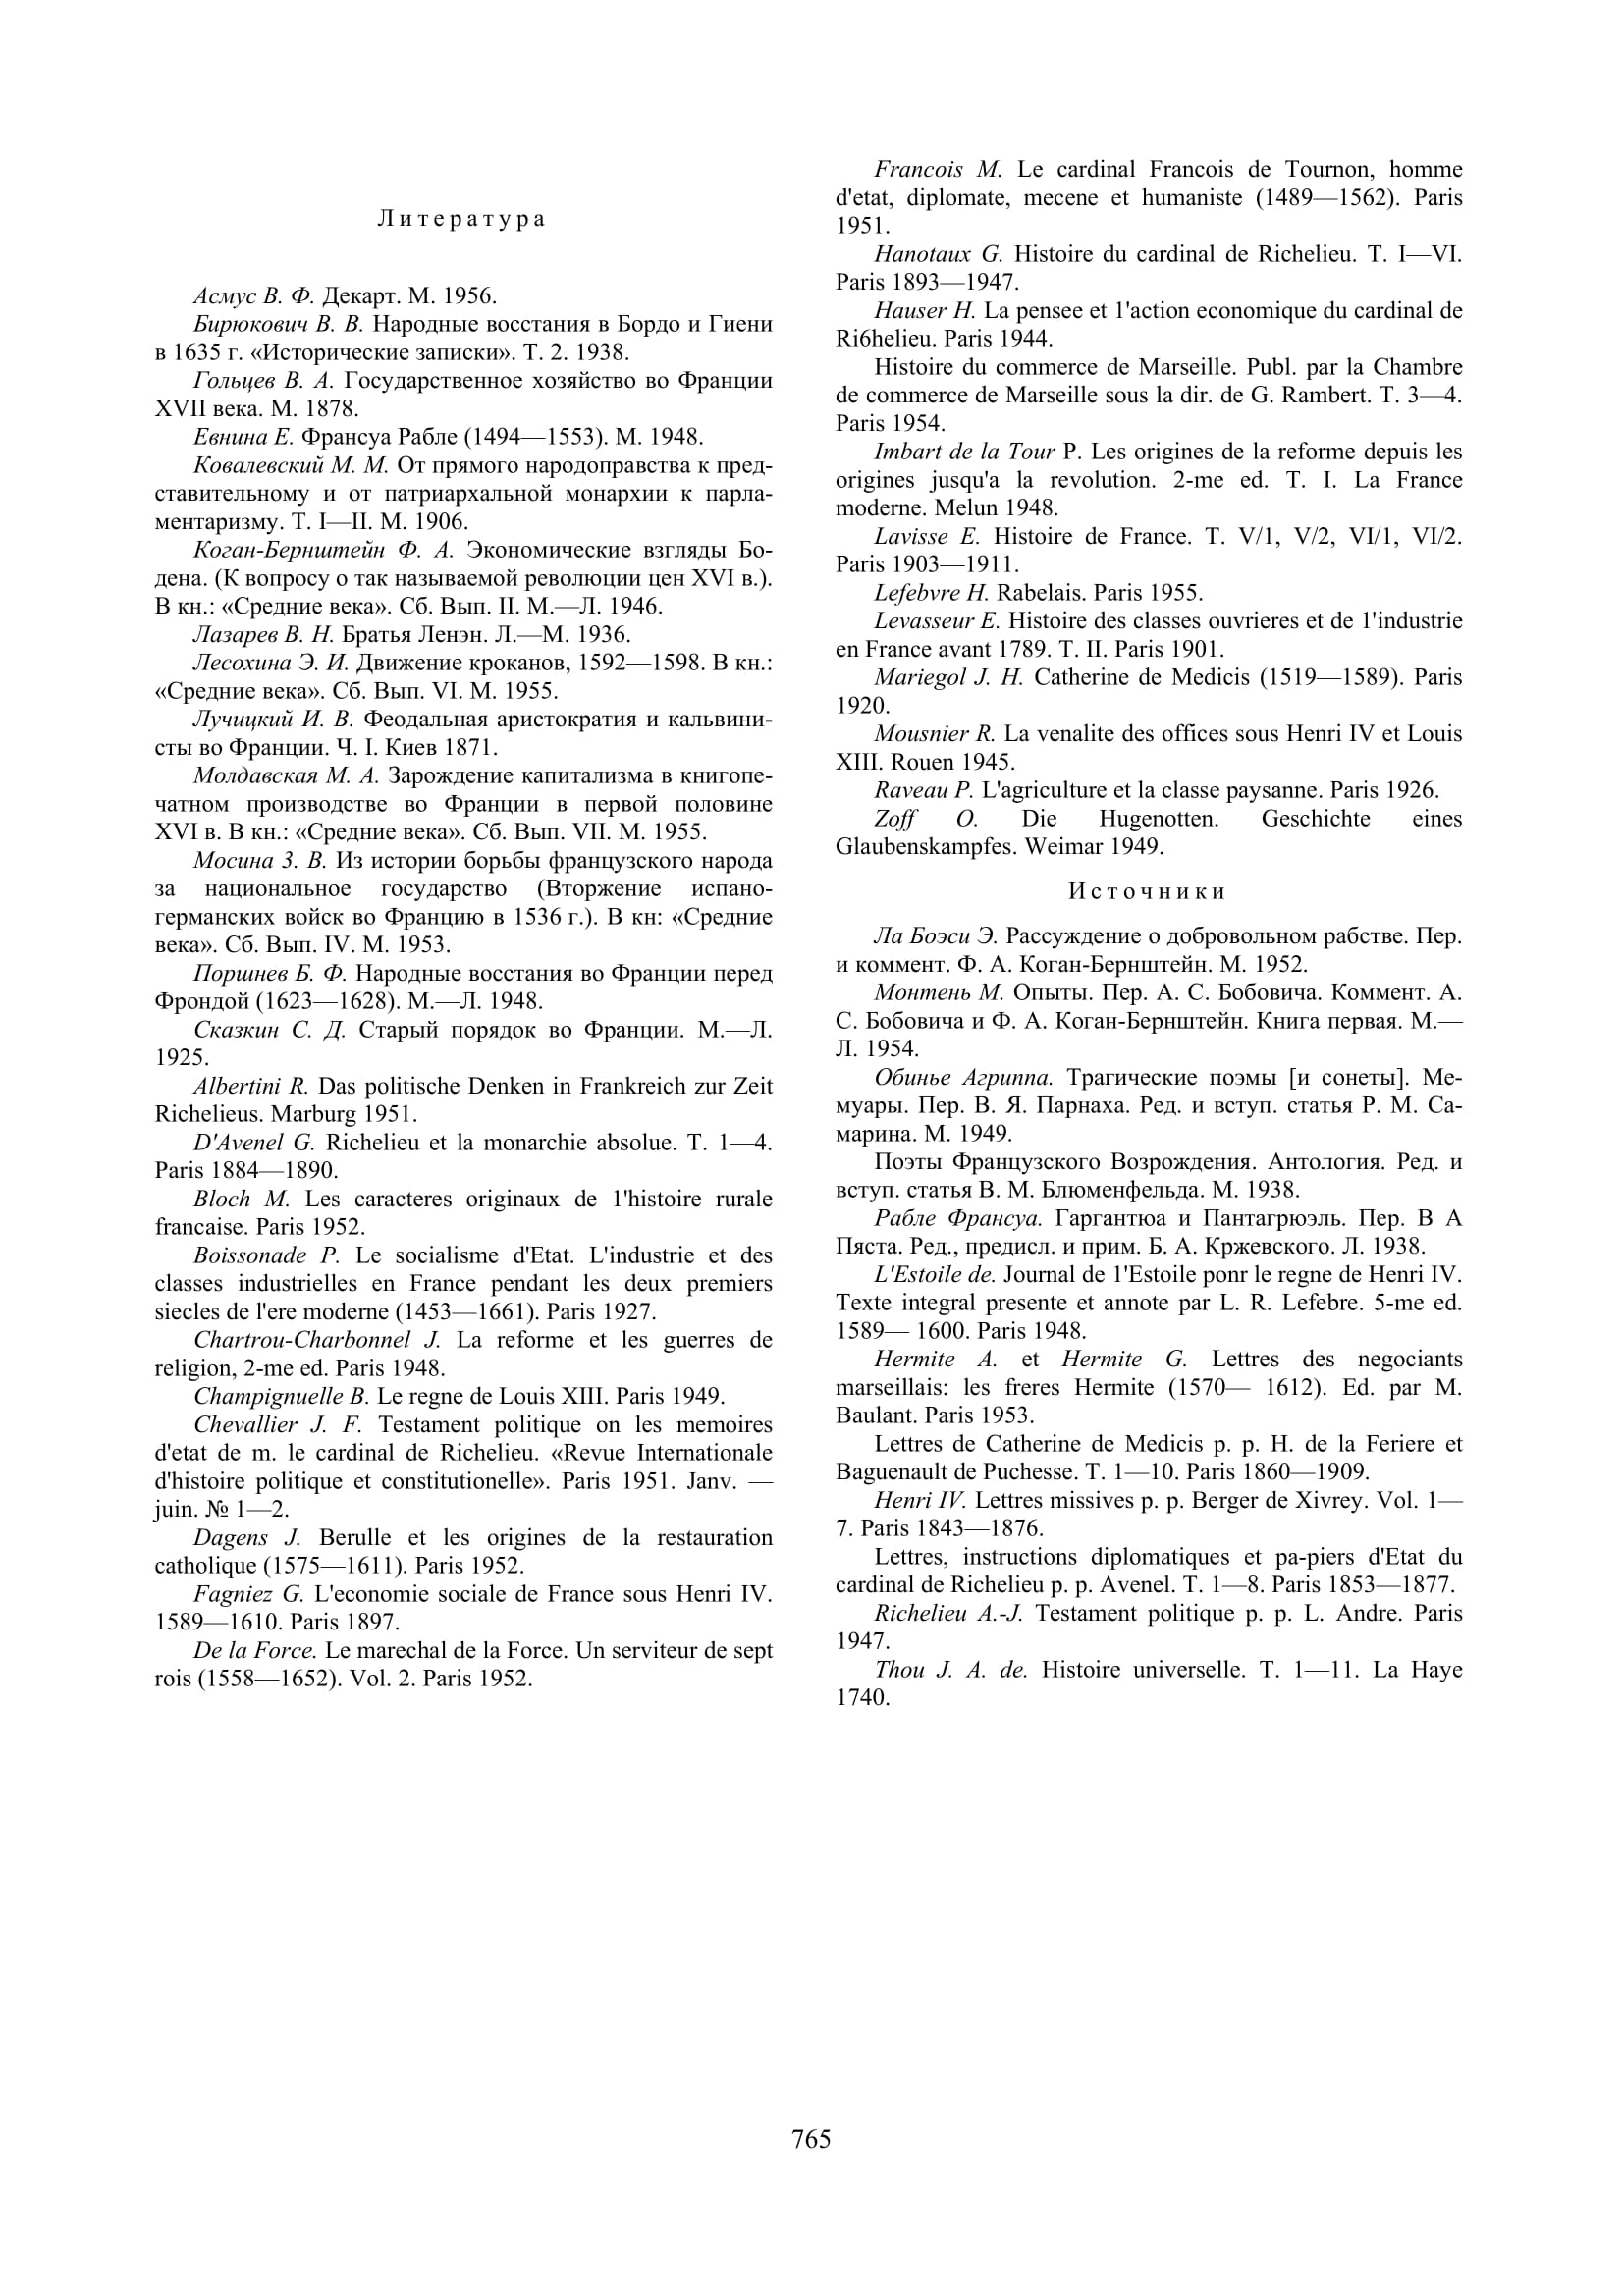 Литература
Асмус В. Ф. Декарт. М. 1956.
Бирюкович В. В. Народные восстания в Бордо и Гиени
в 1635 г. «Исторические записки». Т. 2. 1938.
Гольцев В. А. Государственное хозяйство во Франции
XVII века. М. 1878.
Евнина Е. Франсуа Рабле (1494—1553). М. 1948.
Ковалевский М. М. От прямого народоправства к пред-
ставительному и от патриархальной монархии к парла-
ментаризму. Т. I—II. М. 1906.
Коган-Бернштейн Ф. А. Экономические взгляды Бо-
дена. (К вопросу о так называемой революции цен XVI в.).
В кн.: «Средние века». Сб. Вып. II. М.—Л. 1946.
Лазарев В. Н. Братья Ленэн. Л.—М. 1936.
Лесохина Э. И. Движение кроканов, 1592—1598. В кн.:
«Средние века». Сб. Вып. VI. М. 1955.
Лучицкий И. В. Феодальная аристократия и кальвини-
сты во Франции. Ч. I. Киев 1871.
Молдавская М. А. Зарождение капитализма в книгопе-
чатном производстве во Франции в первой половине
XVI в. В кн.: «Средние века». Сб. Вып. VII. М. 1955.
Мосина З. В. Из истории борьбы французского народа
за национальное государство (Вторжение испано-
германских войск во Францию в 1536 г.). В кн: «Средние
века». Сб. Вып. IV. М. 1953.
Поршнев Б. Ф. Народные восстания во Франции перед
Фрондой (1623—1628). М.—Л. 1948.
Сказкин С. Д. Старый порядок во Франции. М.—Л.
1925.
Albertini R. Das politische Denken in Frankreich zur Zeit
Richelieus. Marburg 1951.
D'Avenel G. Richelieu et la monarchie absolue. T. 1—4.
Paris 1884—1890.
Bloch M. Les caracteres originaux de 1'histoire rurale
francaise. Paris 1952.
Boissonade P. Le socialisme d'Etat. L'industrie et des
classes industrielles en France pendant les deux premiers
siecles de l'ere moderne (1453—1661). Paris 1927.
Chartrou-Charbonnel J. La reforme et les guerres de
religion, 2-me ed. Paris 1948.
Champignuelle B. Le regne de Louis XIII. Paris 1949.
Chevallier J. F. Testament politique on les memoires
d'etat de m. le cardinal de Richelieu. «Revue Internationale
d'histoire politique et constitutionelle». Paris 1951. Janv. —
juin. № 1—2.
Dagens J. Berulle et les origines de la restauration
catholique (1575—1611). Paris 1952.
Fagniez G. L'economie sociale de France sous Henri IV.
1589—1610. Paris 1897.
De la Force. Le marechal de la Force. Un serviteur de sept
rois (1558—1652). Vol. 2. Paris 1952.
Francois M. Le cardinal Francois de Tournon, homme
d'etat, diplomate, mecene et humaniste (1489—1562). Paris
1951.
Hanotaux G. Histoire du cardinal de Richelieu. T. I—VI.
Paris 1893—1947.
Hauser H. La pensee et 1'action economique du cardinal de
Ri6helieu. Paris 1944.
Histoire du commerce de Marseille. Publ. par la Chambre
de commerce de Marseille sous la dir. de G. Rambert. T. 3—4.
Paris 1954.
Imbart de la Tour P. Les origines de la reforme depuis les
origines jusqu'a la revolution. 2-me ed. T. I. La France
moderne. Melun 1948.
Lavisse E. Histoire de France. T. V/1, V/2, VI/1, VI/2.
Paris 1903—1911.
Lefebvre H. Rabelais. Paris 1955.
Levasseur E. Histoire des classes ouvrieres et de 1'industrie
en France avant 1789. T. II. Paris 1901.
Mariegol J. H. Catherine de Medicis (1519—1589). Paris
1920.
Mousnier R. La venalite des offices sous Henri IV et Louis
XIII. Rouen 1945.
Raveau P. L'agriculture et la classe paysanne. Paris 1926.
Zoff O. Die Hugenotten. Geschichte eines
Glaubenskampfes. Weimar 1949.
Источники
Ла Боэси Э. Рассуждение о добровольном рабстве. Пер.
и коммент. Ф. А. Коган-Бернштейн. М. 1952.
Монтень М. Опыты. Пер. А. С. Бобовича. Коммент. А.
С. Бобовича и Ф. А. Коган-Бернштейн. Книга первая. М.—
Л. 1954.
Обинье Агриппа. Трагические поэмы [и сонеты]. Ме-
муары. Пер. В. Я. Парнаха. Ред. и вступ. статья Р. М. Са-
марина. М. 1949.
Поэты Французского Возрождения. Антология. Ред. и
вступ. статья В. М. Блюменфельда. М. 1938.
Рабле Франсуа. Гаргантюа и Пантагрюэль. Пер. В А
Пяста. Ред., предисл. и прим. Б. А. Кржевского. Л. 1938.
L'Estoile de. Journal de 1'Estoile ponr le regne de Henri IV.
Texte integral presente et annote par L. R. Lefebre. 5-me ed.
1589— 1600. Paris 1948.
Hermite A. et Hermite G. Lettres des negociants
marseillais: les freres Hermite (1570— 1612). Ed. par M.
Baulant. Paris 1953.
Lettres de Catherine de Medicis p. p. H. de la Feriere et
Baguenault de Puchesse. T. 1—10. Paris 1860—1909.
Henri IV. Lettres missives p. p. Berger de Xivrey. Vol. 1—
7. Paris 1843—1876.
Lettres, instructions diplomatiques et pa-piers d'Etat du
cardinal de Richelieu p. p. Avenel. T. 1—8. Paris 1853—1877.
Richelieu A.-J. Testament politique p. p. L. Andre. Paris
1947.
Thou J. A. de. Histoire universelle. T. 1—11. La Haye
1740.
765